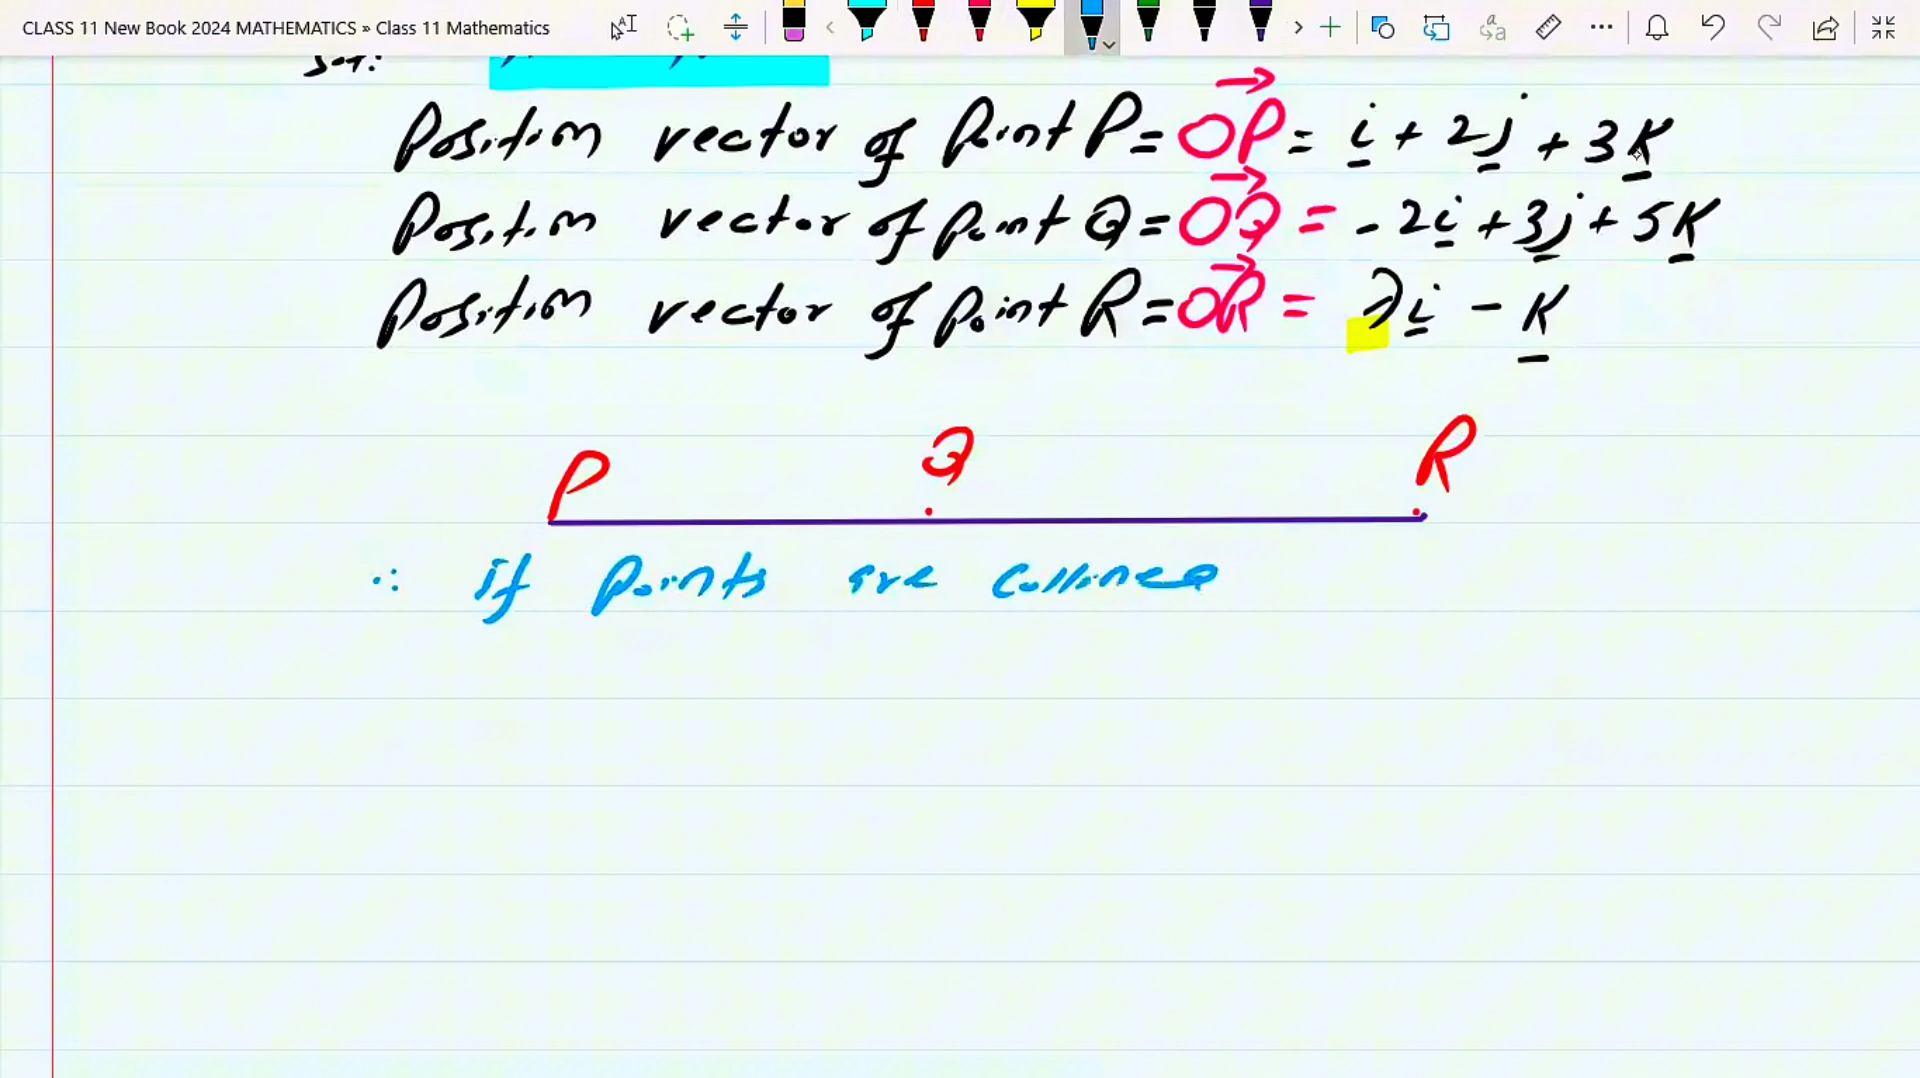 CLASS 11 New Book 2024 MATHEMATICS » Class 11 Mathematics
Position vector of point P = OP = i + 2j + 3k
Position vector of point Q = OQ = - 2i + 3j + 5k
Position vector of point R = OR = λi - k
P Q R
∴ if points are collinea